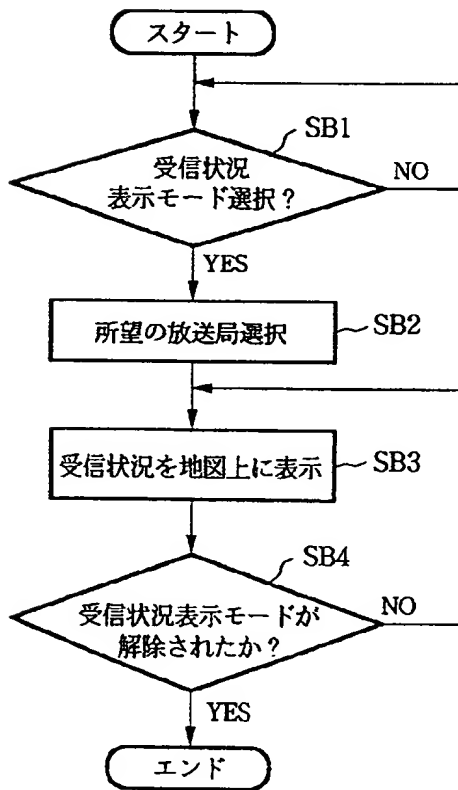 スタート
SB1
受信状況
表示モード選択?
NO
YES
所望の放送局選択
SB2
受信状況を地図上に表示
SB3
SB4
受信状況表示モードが
解除されたか?
NO
YES
エンド